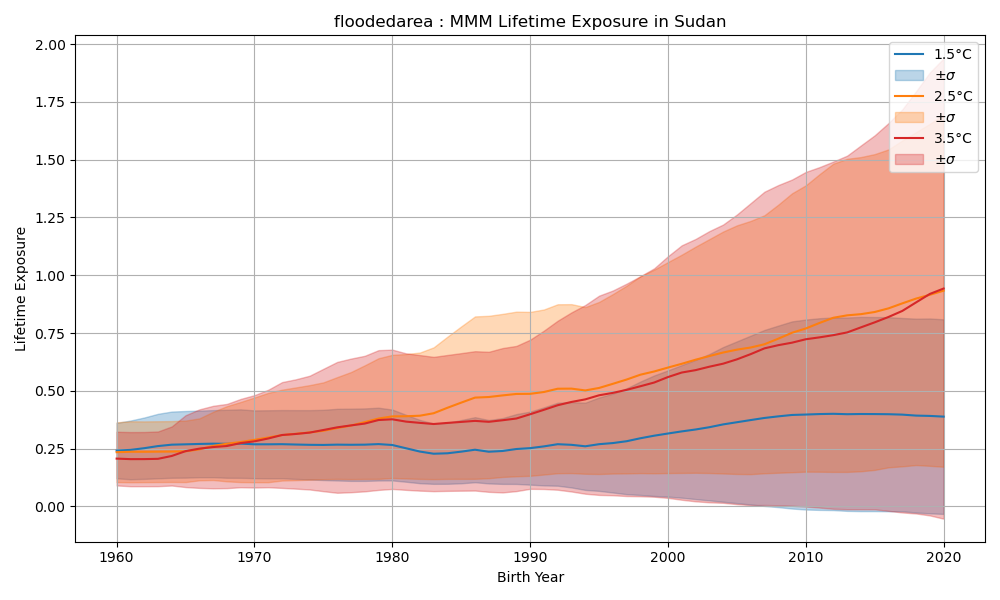 floodedarea : MMM Lifetime Exposure in Sudan
2.00
1.75
1.50
1.25
1.00
0.75
0.50
0.25
0.00
Lifetime Exposure
1.5°C
±σ
2.5°C
±σ
3.5°C
±σ
1960 1970 1980 1990 2000 2010 2020
Birth Year